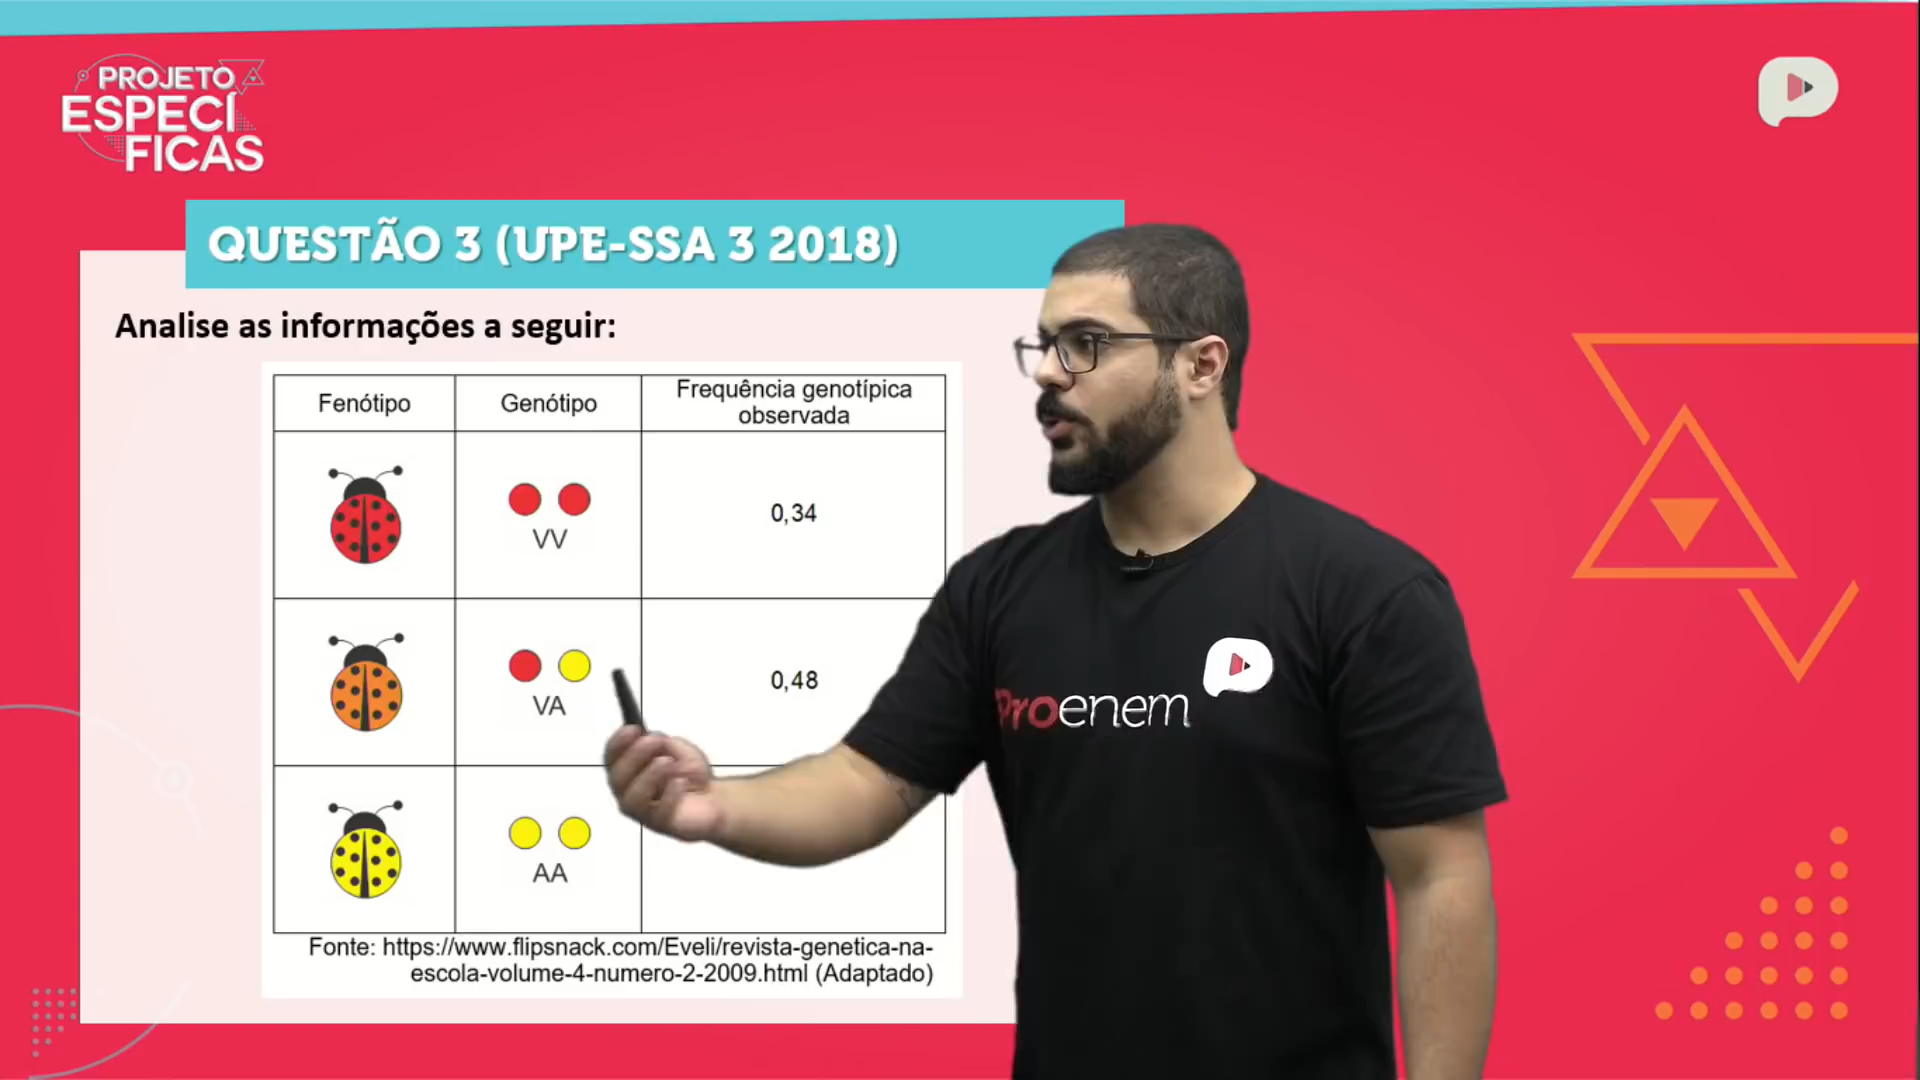 PROJETO
ESPECÍ
FICAS
QUESTÃO 3 (UPE-SSA 3 2018)
Analise as informações a seguir:
Fenótipo
Genótipo
Frequência genotípica
observada
VV
0,34
VA
0,48
AA
Fonte: https://www.flipsnack.com/Eveli/revista-genetica-na-
escola-volume-4-numero-2-2009.html (Adaptado)
Proenem